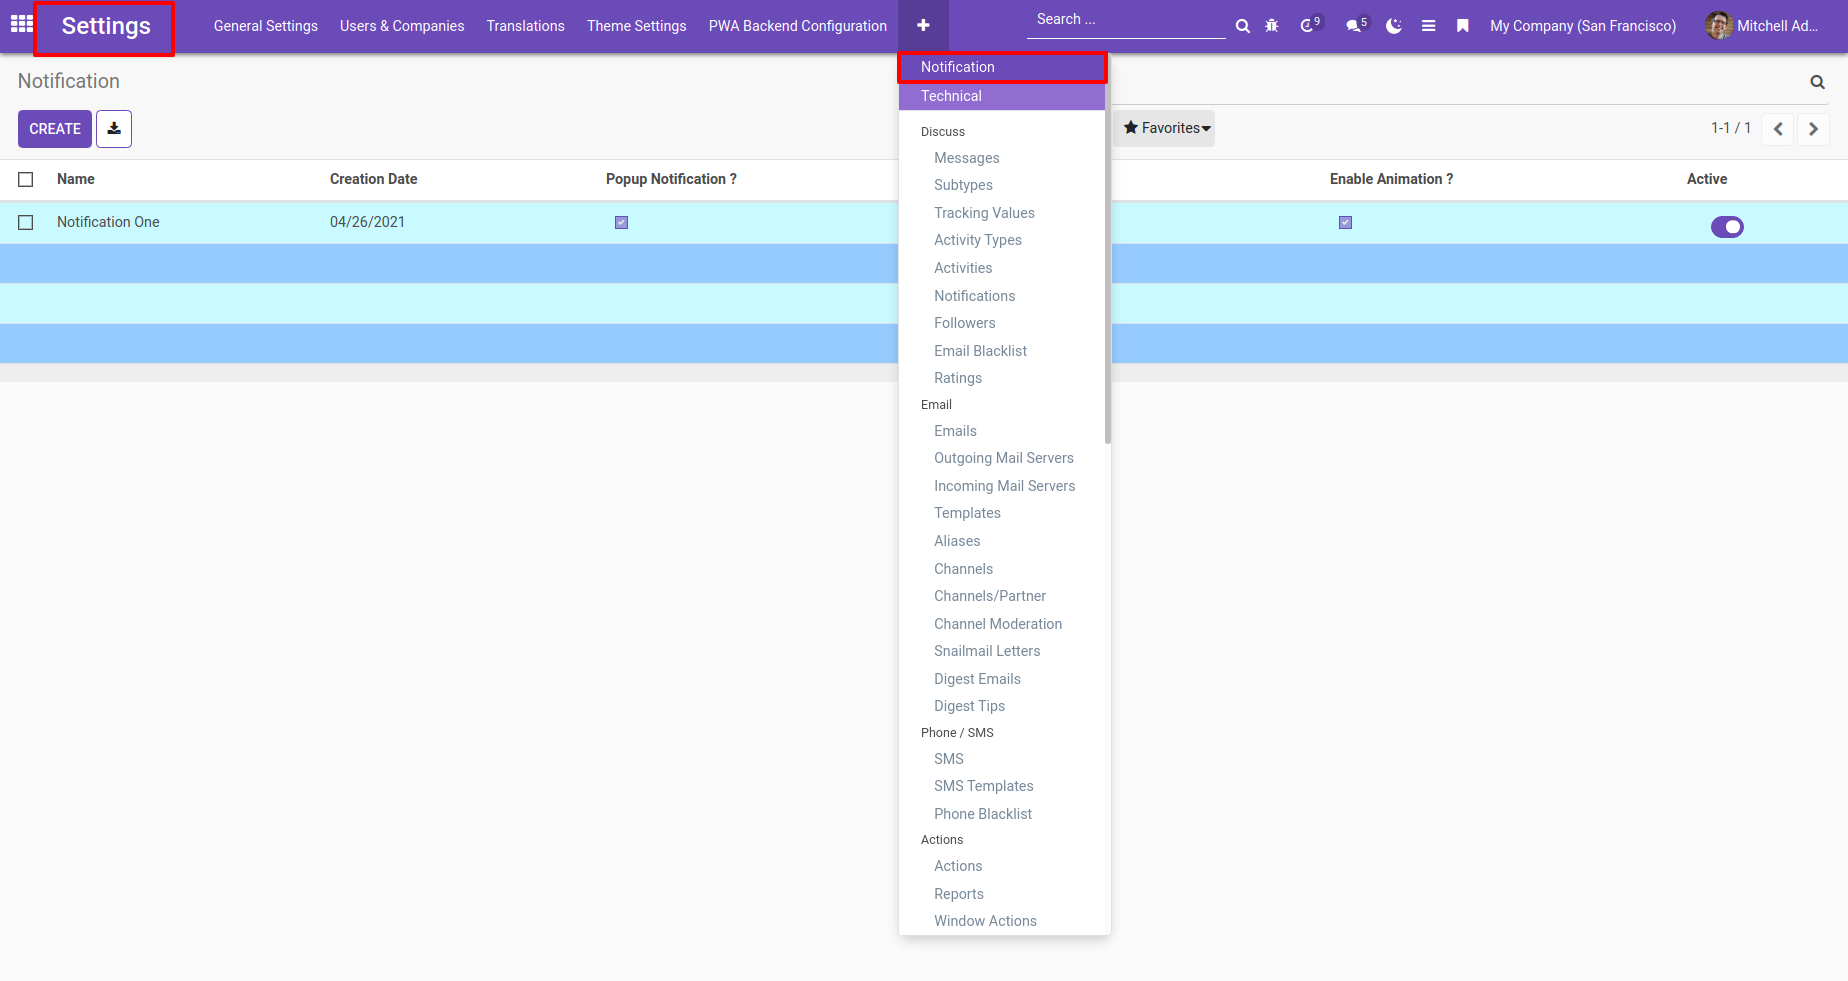 Settings
General Settings Users & Companies Translations Theme Settings PWA Backend Configuration + Search ... 9 5 My Company (San Francisco) Mitchell Ad...
Notification
Notification
Technical
CREATE
Favorites
1-1 / 1
Name Creation Date Popup Notification ? Enable Animation ? Active
Notification One 04/26/2021
Discuss
Messages
Subtypes
Tracking Values
Activity Types
Activities
Notifications
Followers
Email Blacklist
Ratings
Email
Emails
Outgoing Mail Servers
Incoming Mail Servers
Templates
Aliases
Channels
Channels/Partner
Channel Moderation
Snailmail Letters
Digest Emails
Digest Tips
Phone / SMS
SMS
SMS Templates
Phone Blacklist
Actions
Actions
Reports
Window Actions